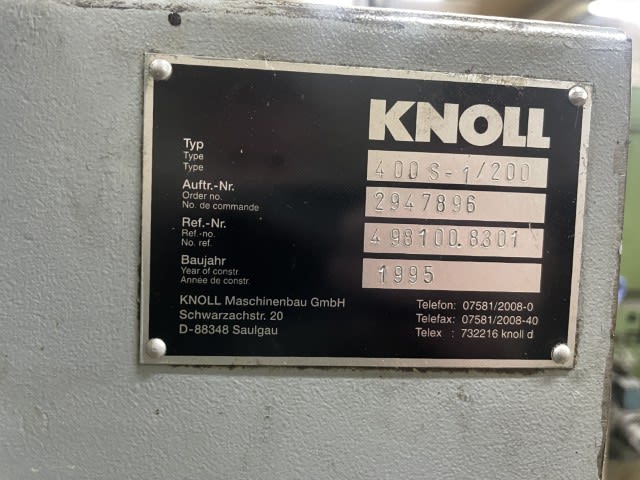 KNOLL
Typ
Type
Type
400 S-1/200
Auftr.-Nr.
Order no.
No. de commande
2947896
Ref.-Nr.
Ref.-no.
No. ref.
498100.8301
Baujahr
Year of constr.
Année de constr.
1995
KNOLL Maschinenbau GmbH
Schwarzachstr. 20
D-88348 Saulgau
Telefon: 07581/2008-0
Telefax: 07581/2008-40
Telex : 732216 knoll d